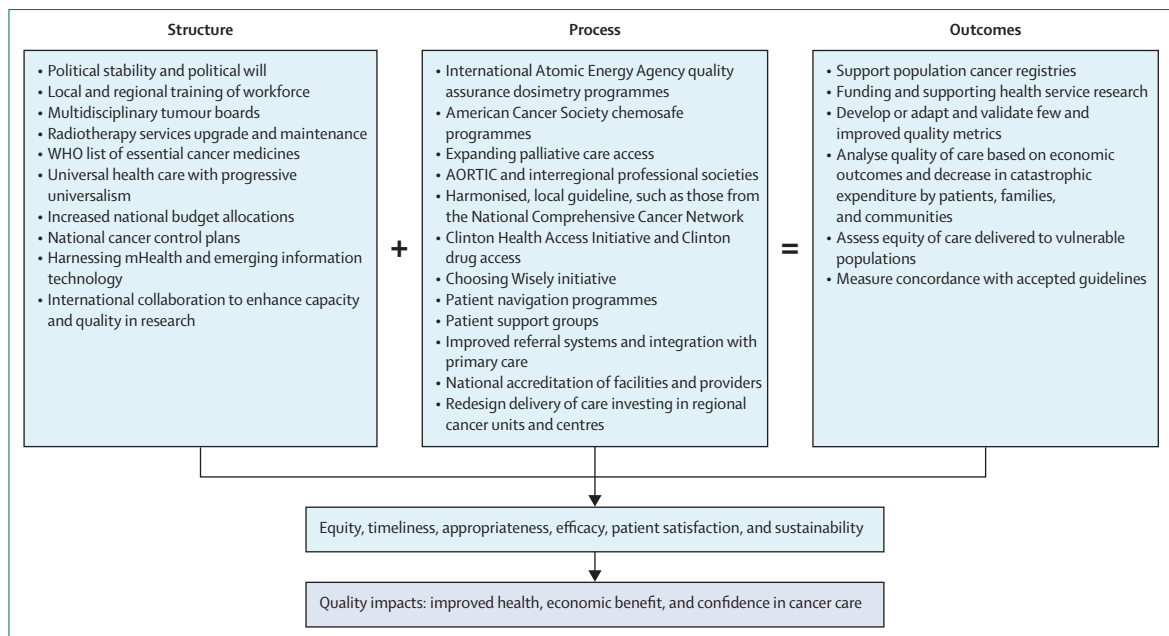 Structure
• Political stability and political will
• Local and regional training of workforce
• Multidisciplinary tumour boards
• Radiotherapy services upgrade and maintenance
• WHO list of essential cancer medicines
• Universal health care with progressive
universalism
• Increased national budget allocations
• National cancer control plans
• Harnessing mHealth and emerging information
technology
• International collaboration to enhance capacity
and quality in research
+
Process
• International Atomic Energy Agency quality
assurance dosimetry programmes
• American Cancer Society chemosafe
programmes
• Expanding palliative care access
• AORTIC and interregional professional societies
• Harmonised, local guideline, such as those from
the National Comprehensive Cancer Network
• Clinton Health Access Initiative and Clinton
drug access
• Choosing Wisely initiative
• Patient navigation programmes
• Patient support groups
• Improved referral systems and integration with
primary care
• National accreditation of facilities and providers
• Redesign delivery of care investing in regional
cancer units and centres
=
Outcomes
• Support population cancer registries
• Funding and supporting health service research
• Develop or adapt and validate few and
improved quality metrics
• Analyse quality of care based on economic
outcomes and decrease in catastrophic
expenditure by patients, families,
and communities
• Assess equity of care delivered to vulnerable
populations
• Measure concordance with accepted guidelines
Equity, timeliness, appropriateness, efficacy, patient satisfaction, and sustainability
Quality impacts: improved health, economic benefit, and confidence in cancer care